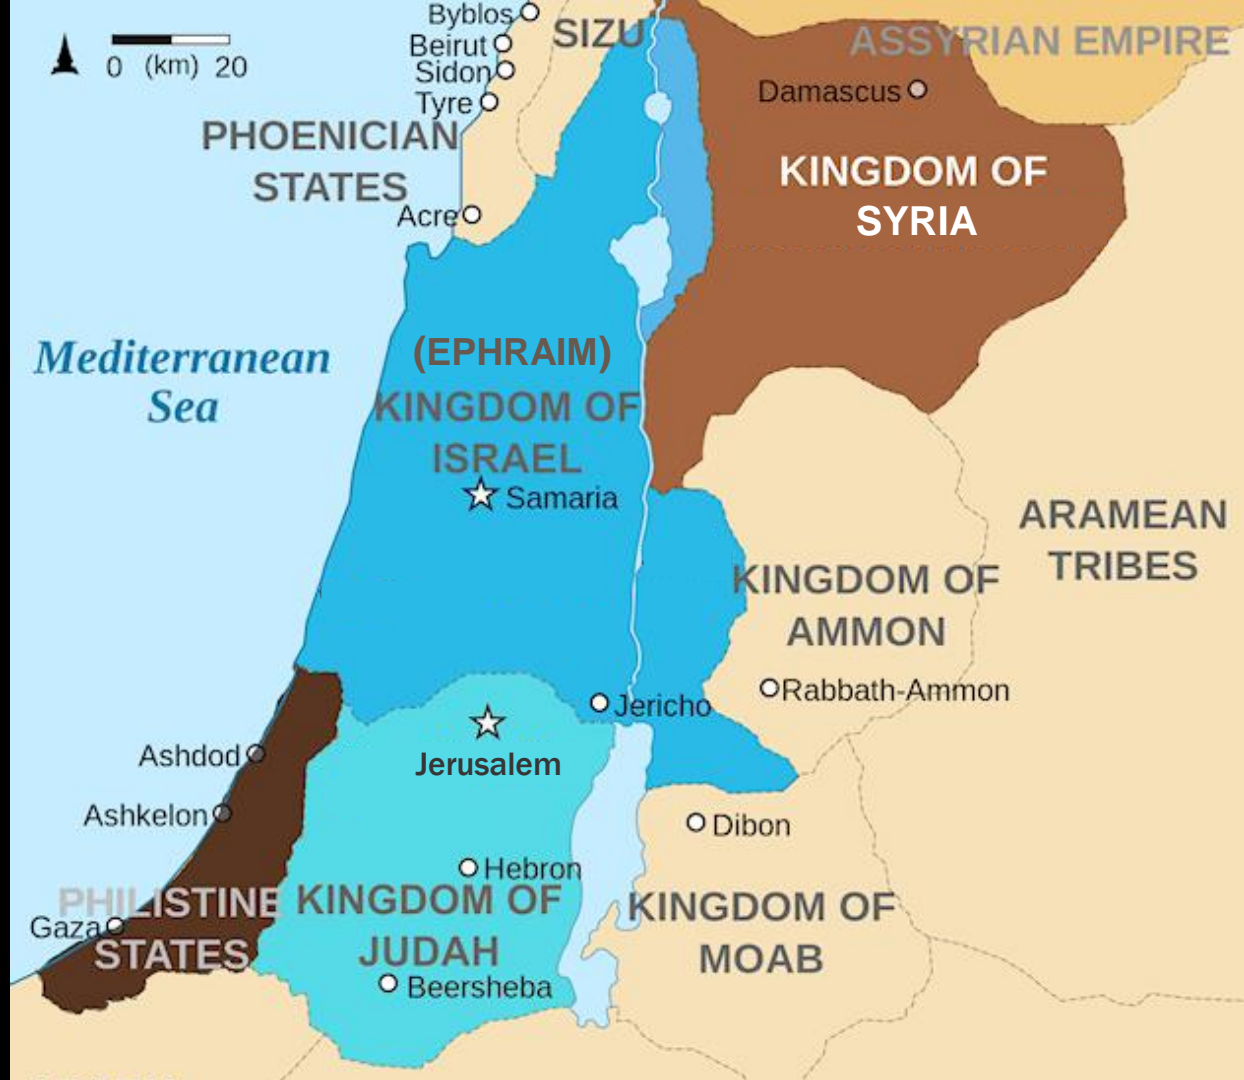 Byblos
SIZU
Beirut
ASSYRIAN EMPIRE
0 (km) 20
Sidon
Damascus
Tyre
PHOENICIAN
STATES
KINGDOM OF
SYRIA
Acre
Mediterranean
Sea
(EPHRAIM)
KINGDOM OF
ISRAEL
Samaria
ARAMEAN
TRIBES
KINGDOM OF
AMMON
Rabbath-Ammon
Jericho
Jerusalem
Ashdod
Ashkelon
Dibon
Hebron
PHILISTINE
STATES
Gaza
KINGDOM OF
JUDAH
KINGDOM OF
MOAB
Beersheba